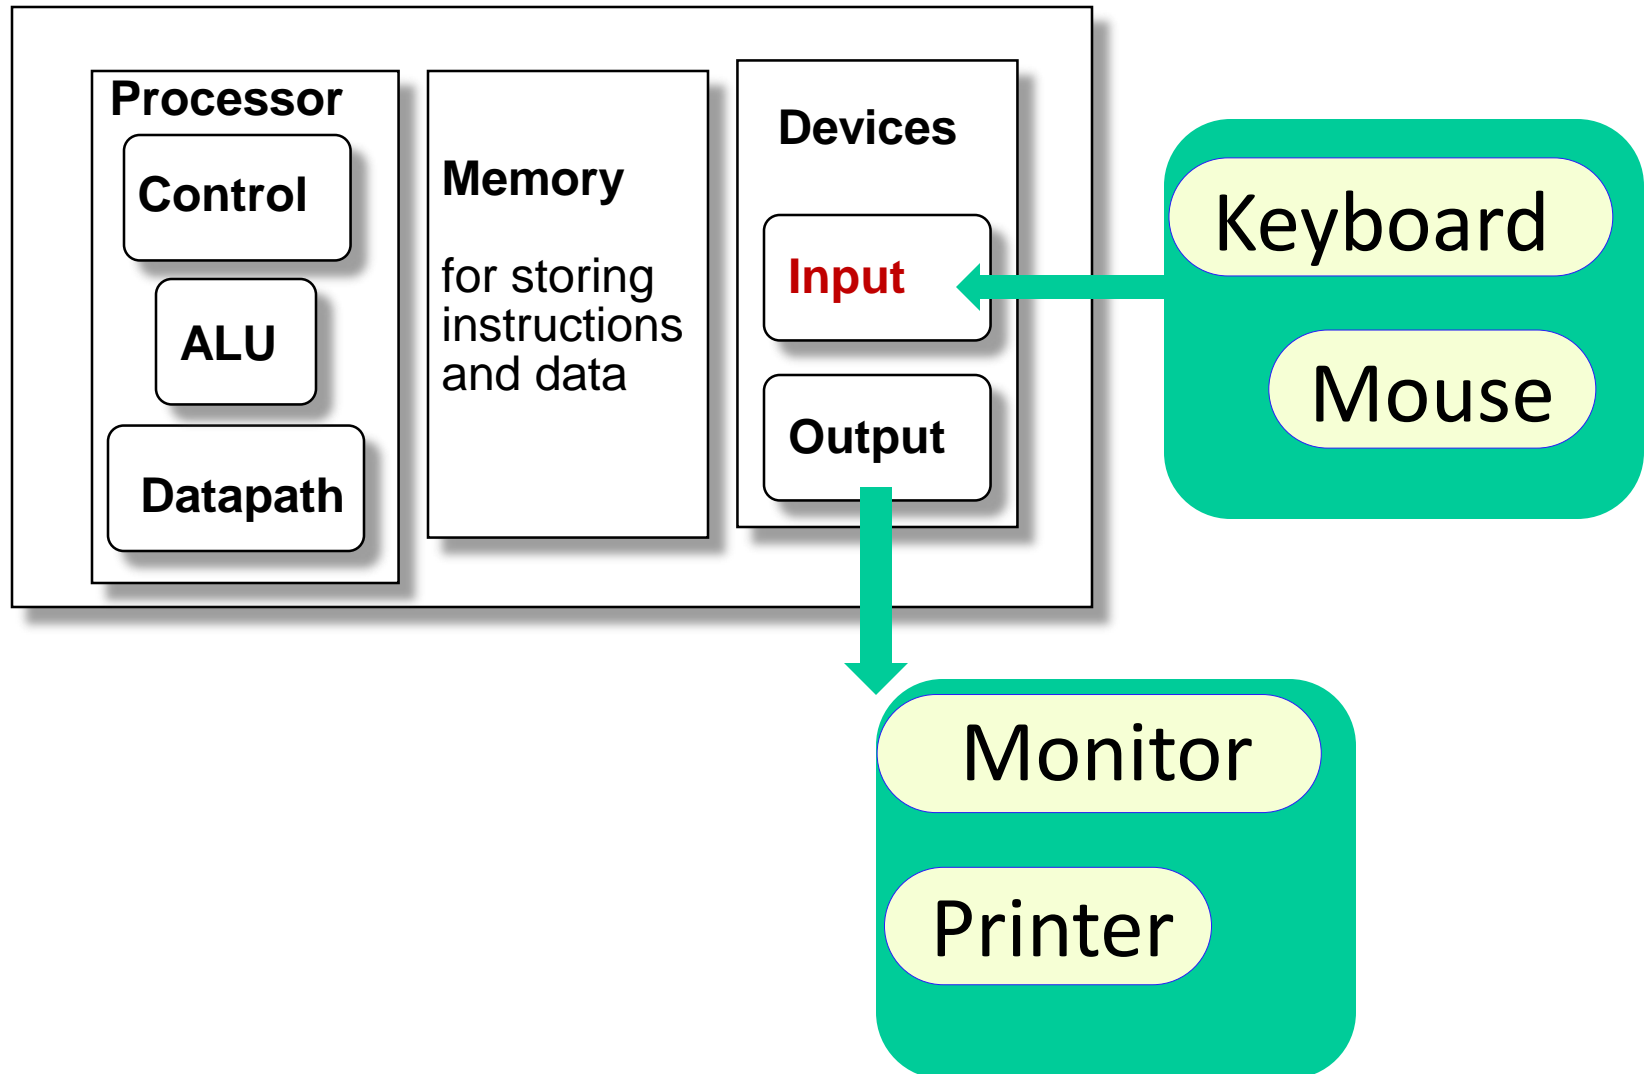 Processor
Control
ALU
Datapath
Memory
for storing
instructions
and data
Devices
Input
Output
Keyboard
Mouse
Monitor
Printer